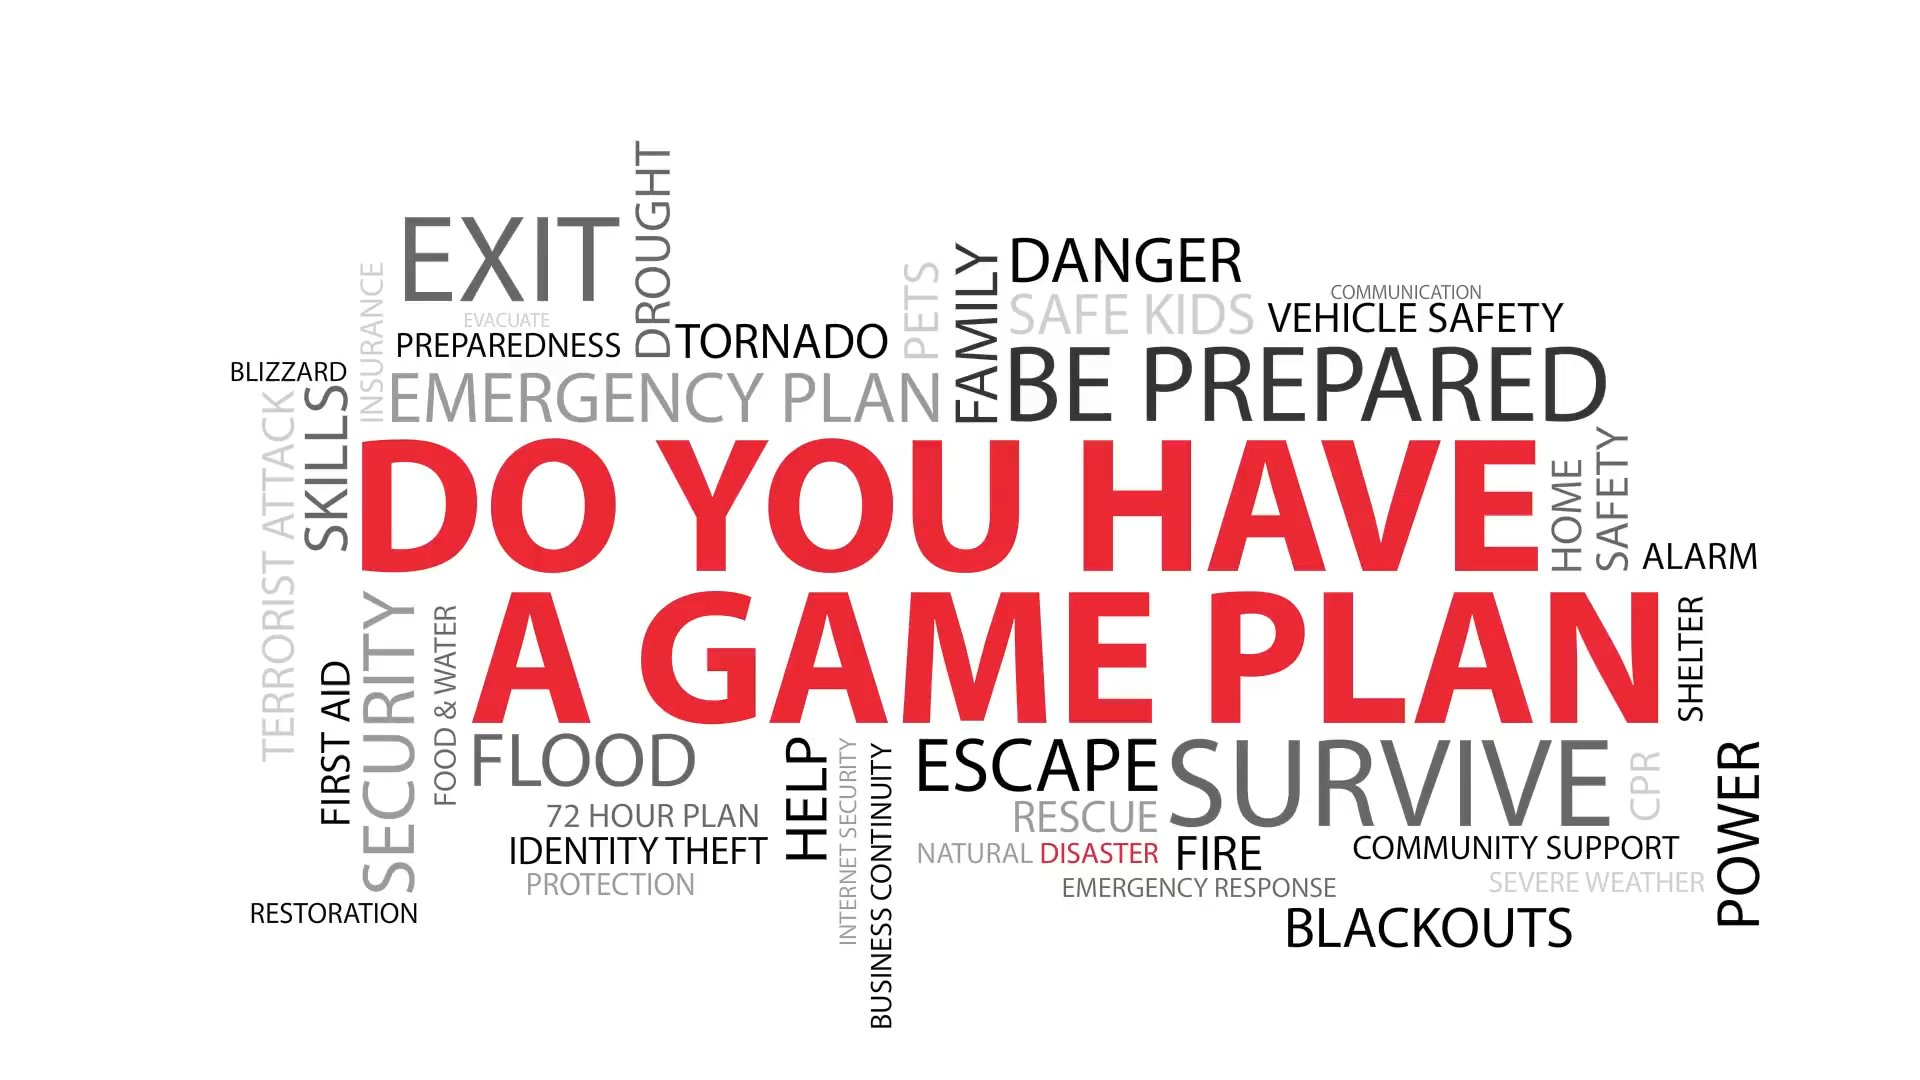 DROUGHT
EXIT
DANGER
FAMILY
PETS
INSURANCE
COMMUNICATION
SAFE KIDS
VEHICLE SAFETY
EVACUATE
PREPAREDNESS
TORNADO
BLIZZARD
EMERGENCY PLAN
BE PREPARED
SKILLS
TERRORIST ATTACK
DO YOU HAVE
HOME
SAFETY
ALARM
A GAME PLAN
SHELTER
SECURITY
FOOD & WATER
FIRST AID
FLOOD
HELP
INTERNET SECURITY
BUSINESS CONTINUITY
ESCAPE
SURVIVE
CPR
POWER
72 HOUR PLAN
RESCUE
IDENTITY THEFT
NATURAL DISASTER
FIRE
COMMUNITY SUPPORT
PROTECTION
EMERGENCY RESPONSE
SEVERE WEATHER
RESTORATION
BLACKOUTS